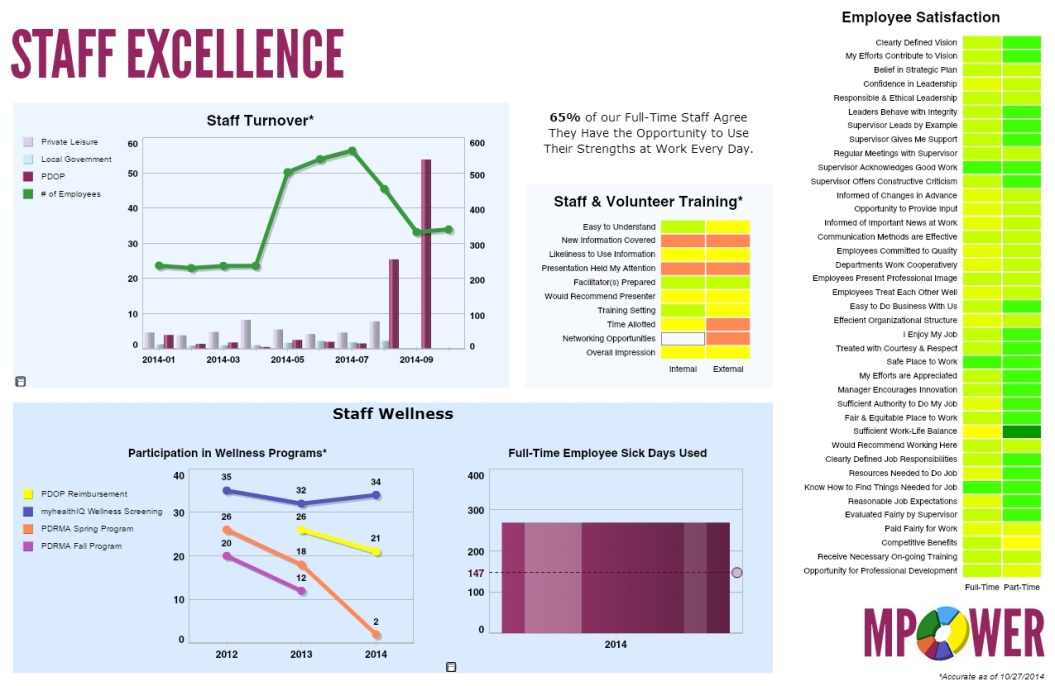 STAFF EXCELLENCE
Staff Turnover*
Private Leisure
Local Government
PDOP
# of Employees
60
50
40
30
20
10
0
600
500
400
300
200
100
0
2014-01
2014-03
2014-05
2014-07
2014-09
65% of our Full-Time Staff Agree
They Have the Opportunity to Use
Their Strengths at Work Every Day.
Staff & Volunteer Training*
Easy to Understand
New Information Covered
Likeliness to Use Information
Presentation Held My Attention
Facilitator(s) Prepared
Would Recommend Presenter
Training Setting
Time Allotted
Networking Opportunities
Overall Impression
Internal External
Staff Wellness
Participation in Wellness Programs*
PDOP Reimbursement
myhealthIQ Wellness Screening
PDRMA Spring Program
PDRMA Fall Program
40
30
20
10
0
35
32
34
26
26
21
20
18
12
2
2012
2013
2014
Full-Time Employee Sick Days Used
400
300
200
147
100
0
2014
Employee Satisfaction
Clearly Defined Vision
My Efforts Contribute to Vision
Belief in Strategic Plan
Confidence in Leadership
Responsible & Ethical Leadership
Leaders Behave with Integrity
Supervisor Leads by Example
Supervisor Gives Me Support
Regular Meetings with Supervisor
Supervisor Acknowledges Good Work
Supervisor Offers Constructive Criticism
Informed of Changes in Advance
Opportunity to Provide Input
Informed of Important News at Work
Communication Methods are Effective
Employees Committed to Quality
Departments Work Cooperatively
Employees Present Professional Image
Employees Treat Each Other Well
Easy to Do Business With Us
Effecient Organizational Structure
I Enjoy My Job
Treated with Courtesy & Respect
Safe Place to Work
My Efforts are Appreciated
Manager Encourages Innovation
Sufficient Authority to Do My Job
Fair & Equitable Place to Work
Sufficient Work-Life Balance
Would Recommend Working Here
Clearly Defined Job Responsibilities
Resources Needed to Do Job
Know How to Find Things Needed for Job
Reasonable Job Expectations
Evaluated Fairly by Supervisor
Paid Fairly for Work
Competitive Benefits
Receive Necessary On-going Training
Opportunity for Professional Development
Full-Time Part-Time
MPOWER
*Accurate as of 10/27/2014